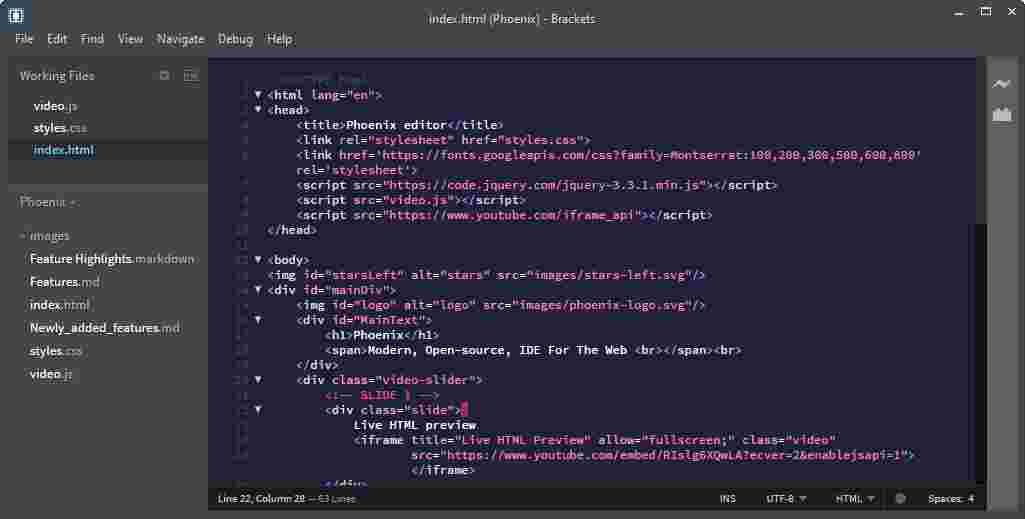 index.html (Phoenix) - Brackets
File Edit Find View Navigate Debug Help
Working Files
video.js
styles.css
index.html
Phoenix
images
Feature Highlights.markdown
Features.md
index.html
Newly_added_features.md
styles.css
video.js
<html lang="en">
<head>
<title>Phoenix editor</title>
<link rel="stylesheet" href="styles.css">
<link href='https://fonts.googleapis.com/css?family=Montserrat:100,200,300,500,600,800'
rel='stylesheet'>
<script src="https://code.jquery.com/jquery-3.3.1.min.js"></script>
<script src="video.js"></script>
<script src="https://www.youtube.com/iframe_api"></script>
</head>
<body>
<img id="starsLeft" alt="stars" src="images/stars-left.svg"/>
<div id="mainDiv">
<img id="logo" alt="logo" src="images/phoenix-logo.svg"/>
<div id="MainText">
<h1>Phoenix</h1>
<span>Modern, Open-source, IDE For The Web <br></span><br>
</div>
<div class="video-slider">
<!-- SLIDE 1 -->
<div class="slide">
Live HTML preview
<iframe title="Live HTML Preview" allow="fullscreen;" class="video"
src="https://www.youtube.com/embed/RIslg6XQwLA?ecver=2&enablejsapi=1">
</iframe>
</div>
Line 22, Column 28 — 63 Lines INS UTF-8 HTML Spaces: 4